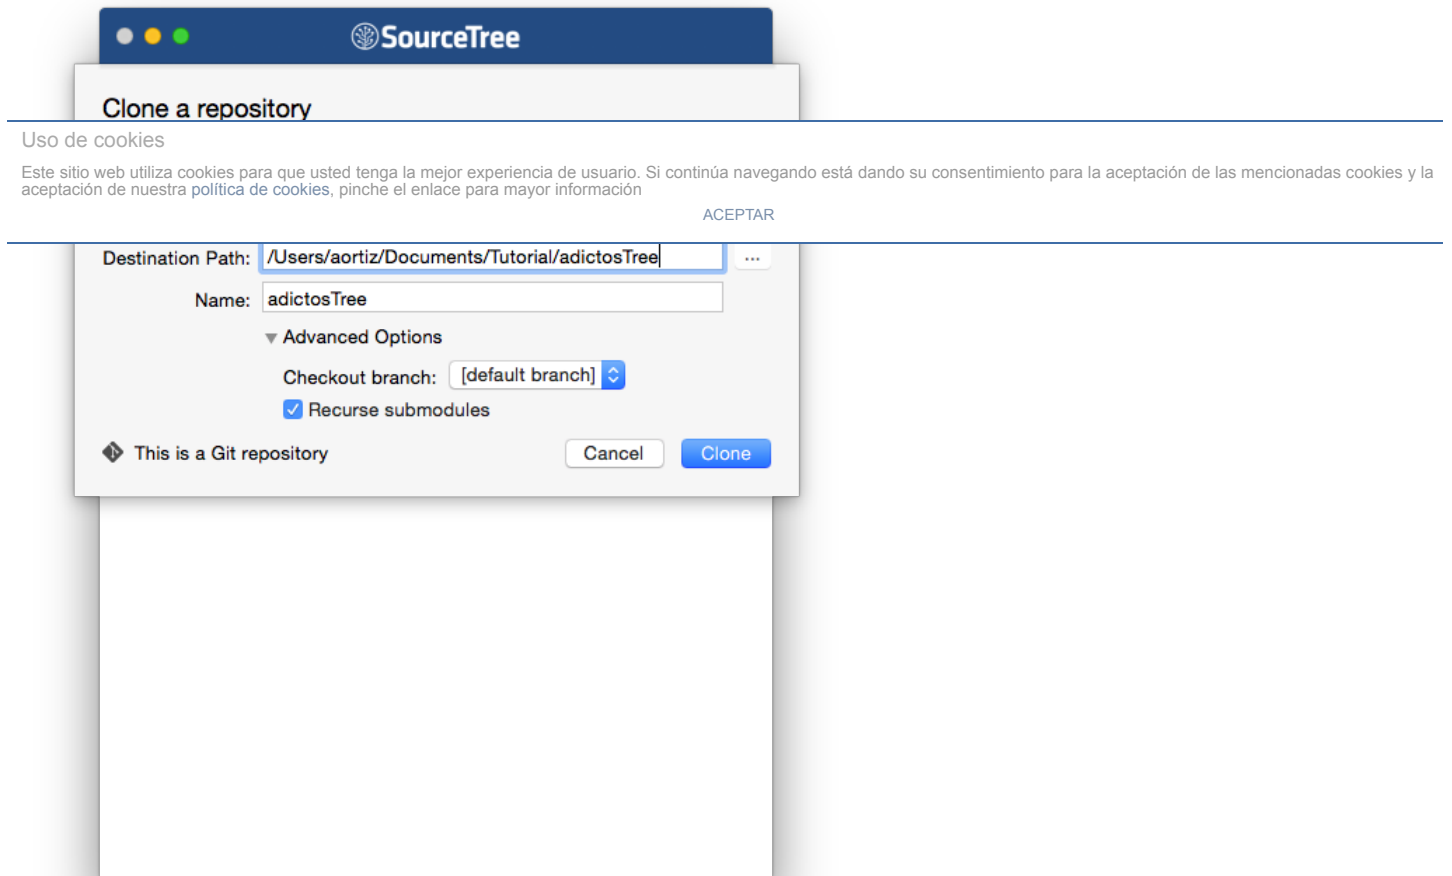 SourceTree
Clone a repository
Uso de cookies
Este sitio web utiliza cookies para que usted tenga la mejor experiencia de usuario. Si continúa navegando está dando su consentimiento para la aceptación de las mencionadas cookies y la
aceptación de nuestra política de cookies, pinche el enlace para mayor información
ACEPTAR
Destination Path: /Users/aortiz/Documents/Tutorial/adictosTree ...
Name: adictosTree
Advanced Options
Checkout branch: [default branch]
Recurse submodules
This is a Git repository Cancel Clone